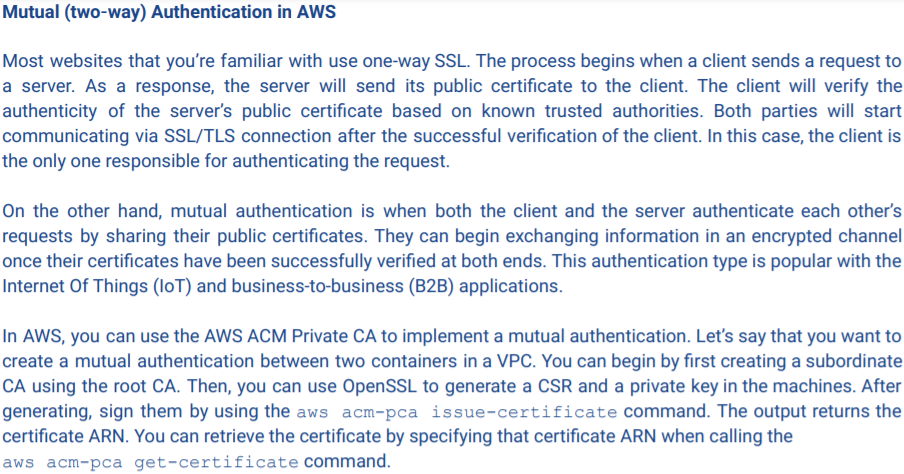 Mutual (two-way) Authentication in AWS
Most websites that you’re familiar with use one-way SSL. The process begins when a client sends a request to
a server. As a response, the server will send its public certificate to the client. The client will verify the
authenticity of the server’s public certificate based on known trusted authorities. Both parties will start
communicating via SSL/TLS connection after the successful verification of the client. In this case, the client is
the only one responsible for authenticating the request.
On the other hand, mutual authentication is when both the client and the server authenticate each other’s
requests by sharing their public certificates. They can begin exchanging information in an encrypted channel
once their certificates have been successfully verified at both ends. This authentication type is popular with the
Internet Of Things (IoT) and business-to-business (B2B) applications.
In AWS, you can use the AWS ACM Private CA to implement a mutual authentication. Let’s say that you want to
create a mutual authentication between two containers in a VPC. You can begin by first creating a subordinate
CA using the root CA. Then, you can use OpenSSL to generate a CSR and a private key in the machines. After
generating, sign them by using the aws acm-pca issue-certificate command. The output returns the
certificate ARN. You can retrieve the certificate by specifying that certificate ARN when calling the
aws acm-pca get-certificate command.